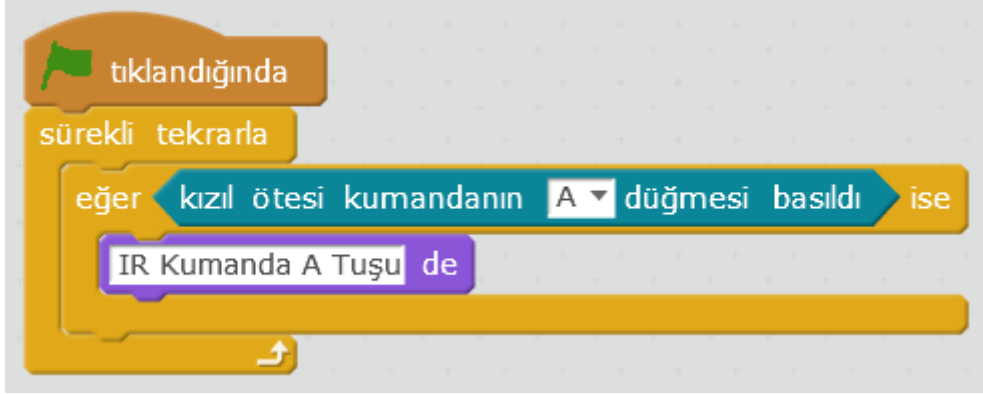 tıklandığında
sürekli tekrarla
eğer kızıl ötesi kumandanın A düğmesi basıldı ise
IR Kumanda A Tuşu de